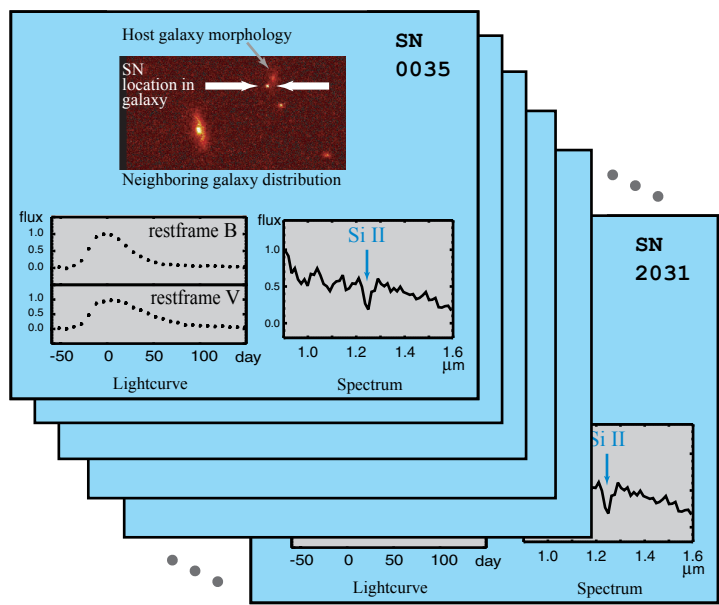 Host galaxy morphology
SN
0035
SN
location in
galaxy
Neighboring galaxy distribution
flux
restframe B
1.0
0.5
0.0
restframe V
1.0
0.5
0.0
-50 0 50 100 day
Lightcurve
flux
Si II
1.0
0.5
0.0
1.0 1.2 1.4 1.6
μm
Spectrum
SN
2031
Si II
-50 0 50 100 day
Lightcurve
1.0 1.2 1.4 1.6
μm
Spectrum